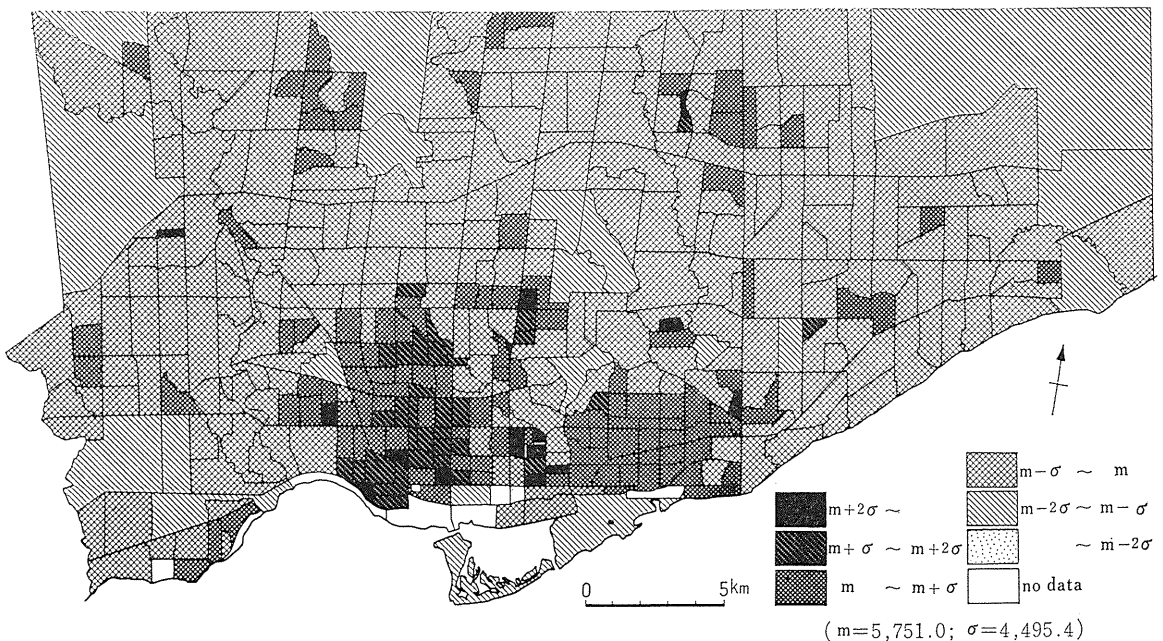 0 5km
m+2σ ~
m+σ ~ m+2σ
m ~ m+σ
m-σ ~ m
m-2σ ~ m-σ
~ m-2σ
no data
( m=5,751.0; σ=4,495.4)